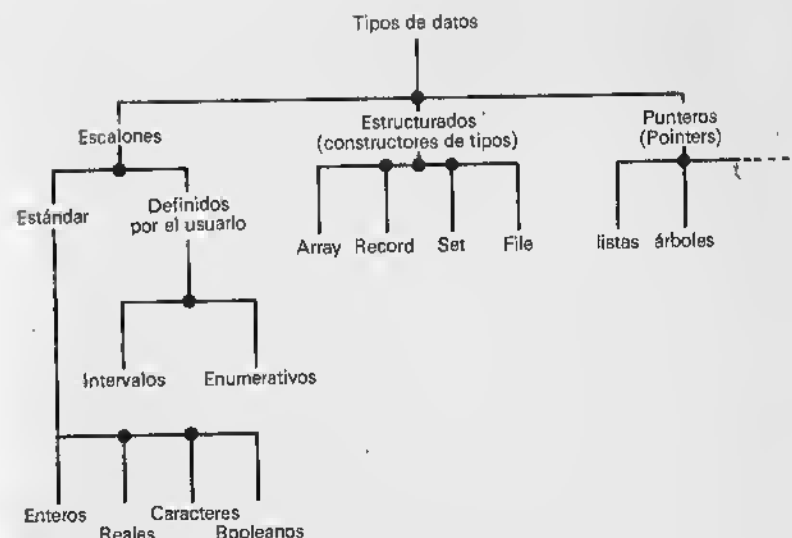 Tipos de datos
Escalones
Estructurados
(constructores de tipos)
Punteros
(Pointers)
Estándar
Definidos
por el usuario
Array Record Set File
listas árboles
Intervalos Enumerativos
Enteros
Reales
Caracteres
Booleanos